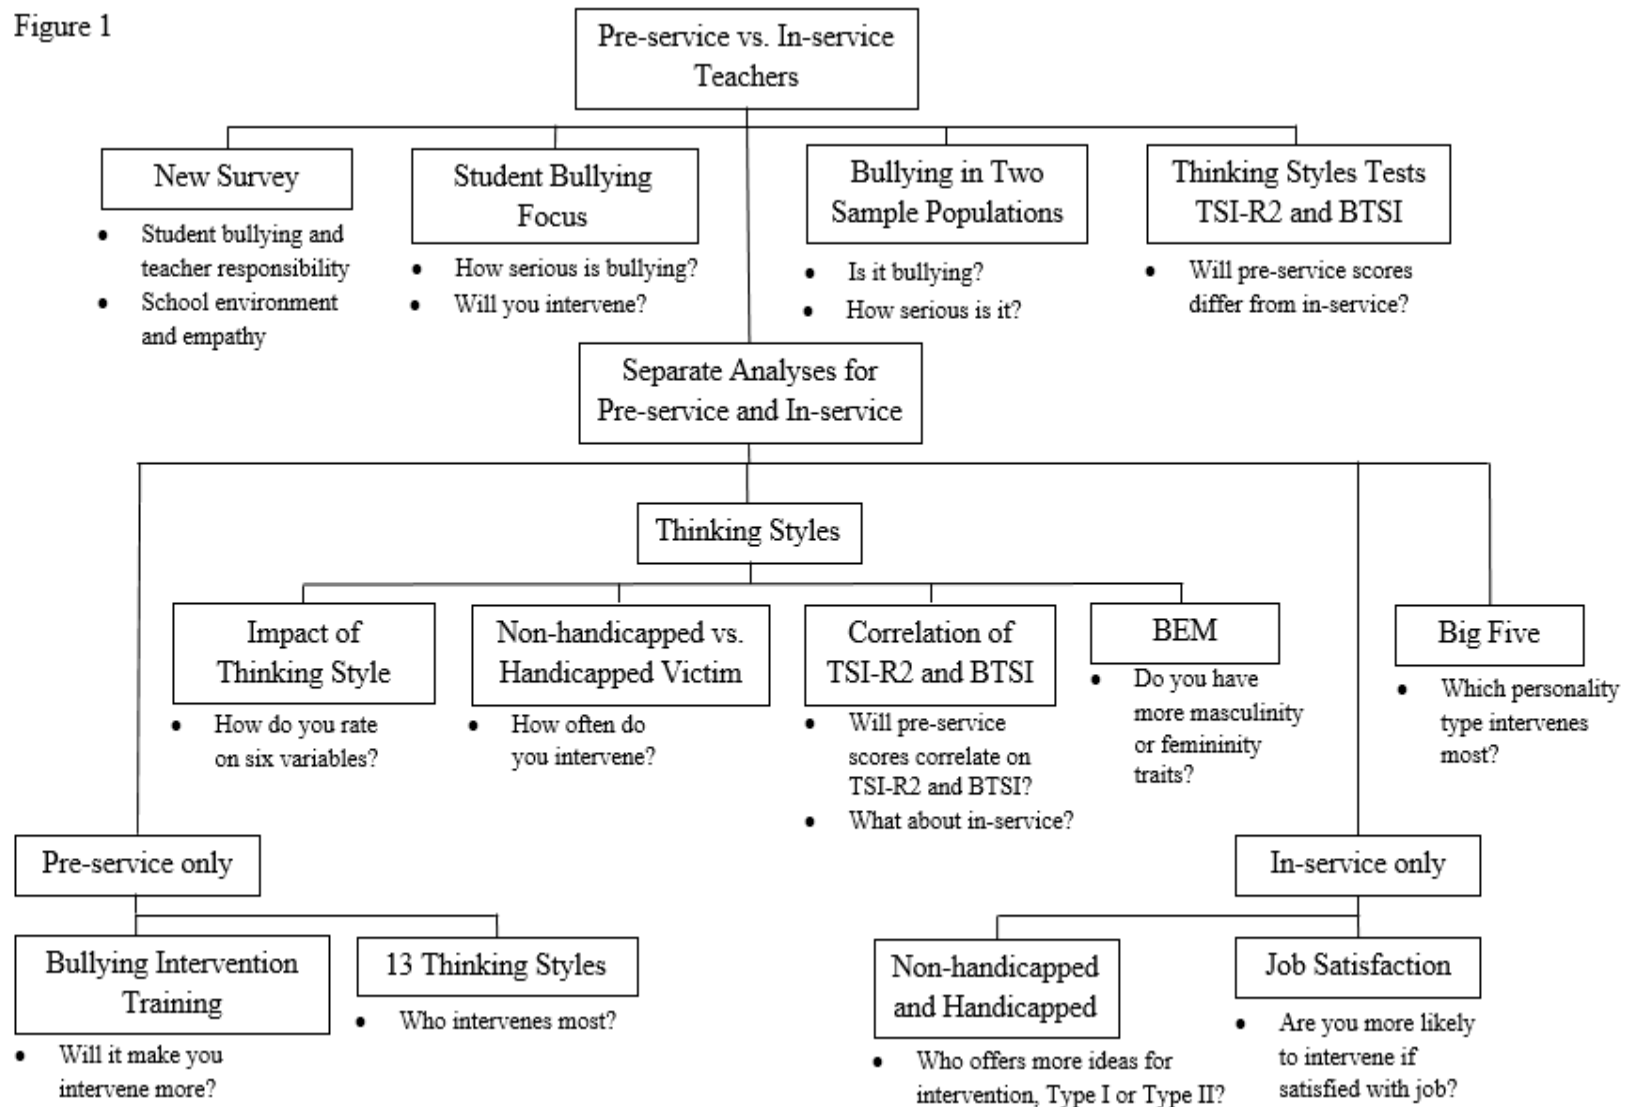 Figure 1
Pre-service vs. In-service
Teachers
New Survey
• Student bullying and
teacher responsibility
• School environment
and empathy
Student Bullying
Focus
• How serious is bullying?
• Will you intervene?
Bullying in Two
Sample Populations
• Is it bullying?
• How serious is it?
Thinking Styles Tests
TSI-R2 and BTSI
• Will pre-service scores
differ from in-service?
Separate Analyses for
Pre-service and In-service
Thinking Styles
Impact of
Thinking Style
• How do you rate
on six variables?
Non-handicapped vs.
Handicapped Victim
• How often do
you intervene?
Correlation of
TSI-R2 and BTSI
• Will pre-service
scores correlate on
TSI-R2 and BTSI?
• What about in-service?
BEM
• Do you have
more masculinity
or femininity
traits?
Big Five
• Which personality
type intervenes
most?
Pre-service only
Bullying Intervention
Training
• Will it make you
intervene more?
13 Thinking Styles
• Who intervenes most?
In-service only
Non-handicapped
and Handicapped
• Who offers more ideas for
intervention, Type I or Type II?
Job Satisfaction
• Are you more likely
to intervene if
satisfied with job?